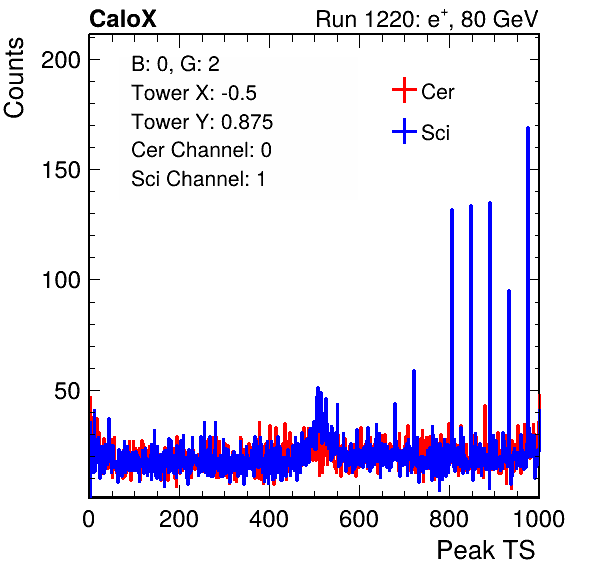 CaloX Run 1220: e+, 80 GeV
Counts
B: 0, G: 2
Tower X: -0.5
Tower Y: 0.875
Cer Channel: 0
Sci Channel: 1
Cer
Sci
200
150
100
50
0 200 400 600 800 1000
Peak TS